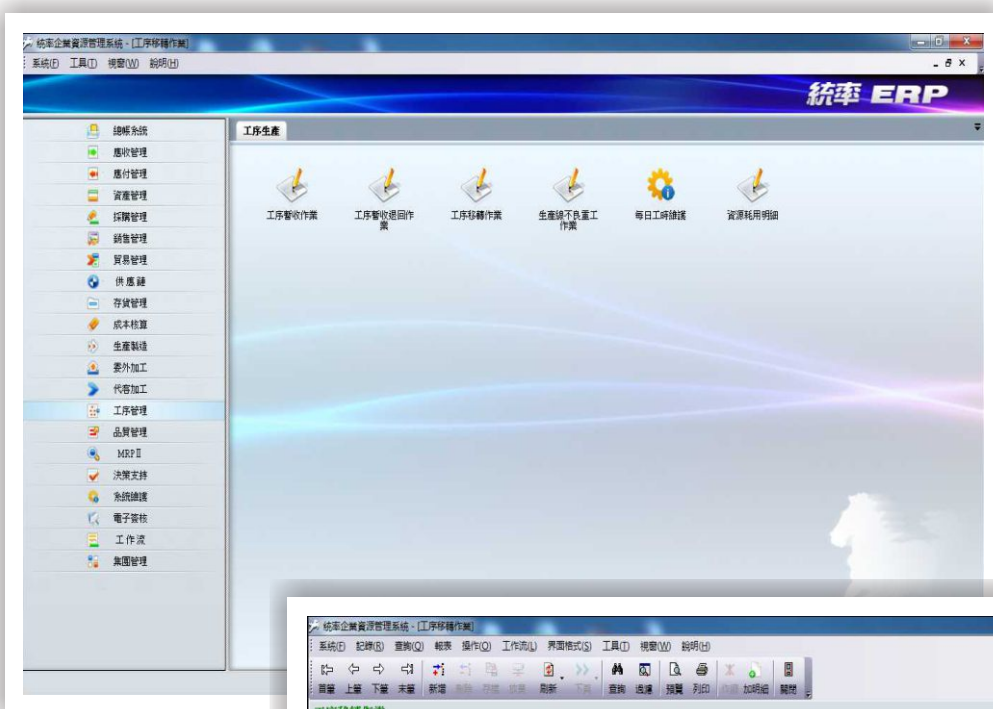 統率企業資源管理系統 - [工序移轉作業]
系統(F) 工具(T) 視窗(W) 說明(H)
統率 ERP
總帳系統
應收管理
應付管理
資產管理
採購管理
銷售管理
貿易管理
供應鏈
存貨管理
成本核算
生產製造
委外加工
代客加工
工序管理
品質管理
MRPⅡ
決策支持
系統維護
電子簽核
工作流
集團管理
工序生產
工序暫收作業
工序暫收退回作
業
工序移轉作業
生產線不良重工
作業
每日工時維護
資源耗用明細
統率企業資源管理系統 - [工序移轉作業]
系統(F) 記錄(R) 查詢(Q) 報表 操作(O) 工作流(L) 界面格式(S) 工具(T) 視窗(W) 說明(H)
首筆 上筆 下筆 末筆 新增 刪除 存檔 放棄 刷新 下頁 查詢 過濾 預覽 列印 作廢 加明細 關閉